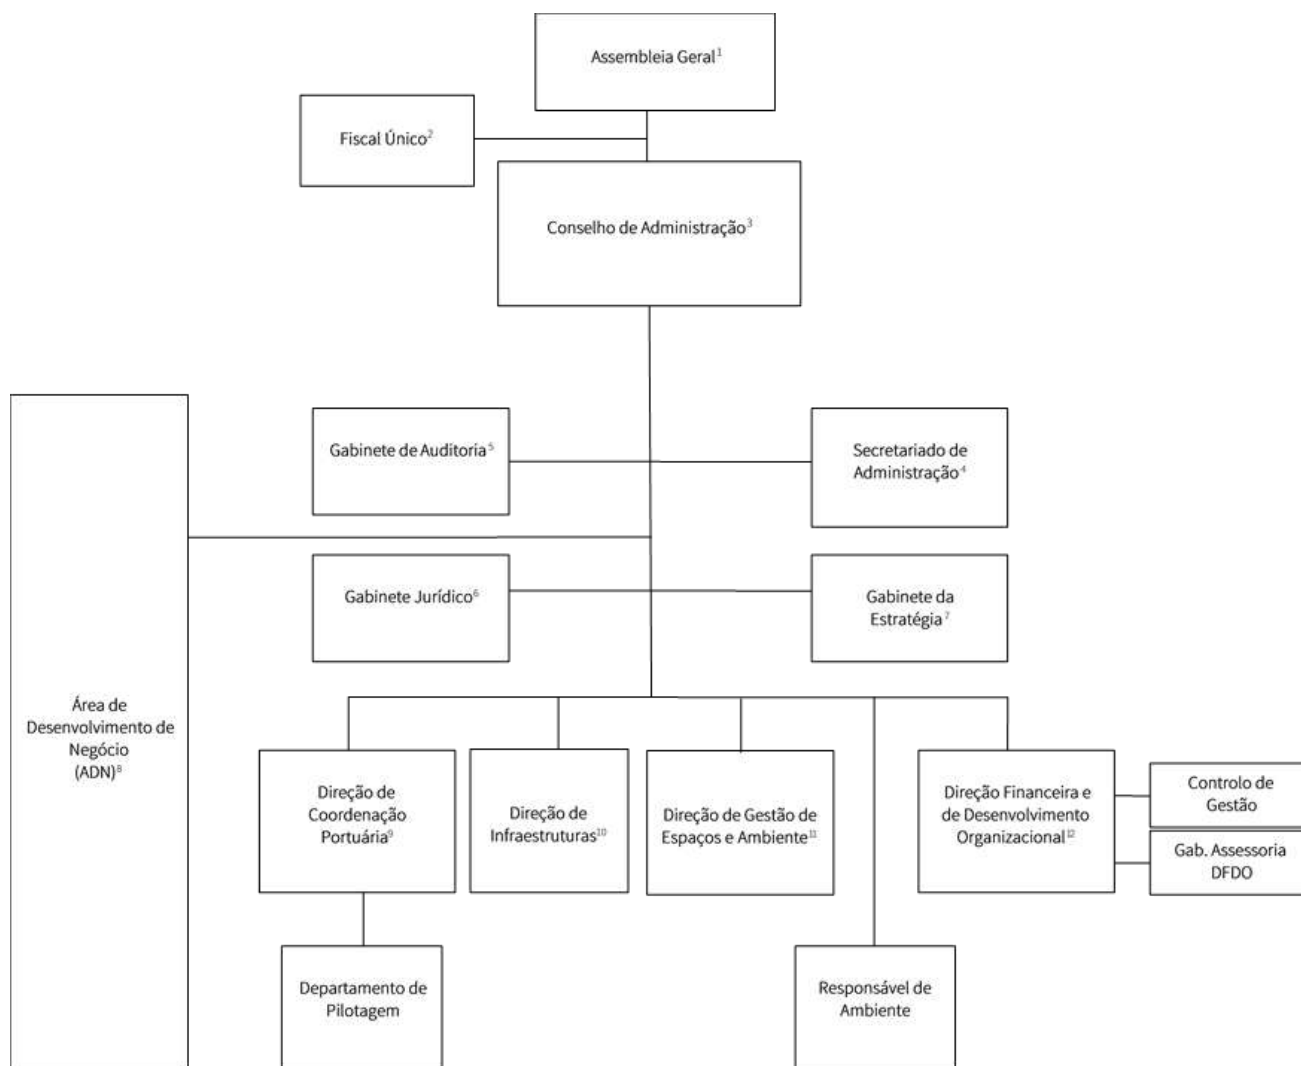 Assembleia Geral¹
Fiscal Único²
Conselho de Administração³
Gabinete de Auditoria⁵
Secretariado de
Administração⁴
Gabinete Jurídico⁶
Gabinete da
Estratégia⁷
Área de
Desenvolvimento de
Negócio
(ADN)⁸
Direção de
Coordenação
Portuária⁹
Direção de
Infraestruturas¹⁰
Direção de Gestão de
Espaços e Ambiente¹¹
Direção Financeira e
de Desenvolvimento
Organizacional¹²
Controlo de
Gestão
Gab. Assessoria
DFDO
Departamento de
Pilotagem
Responsável de
Ambiente